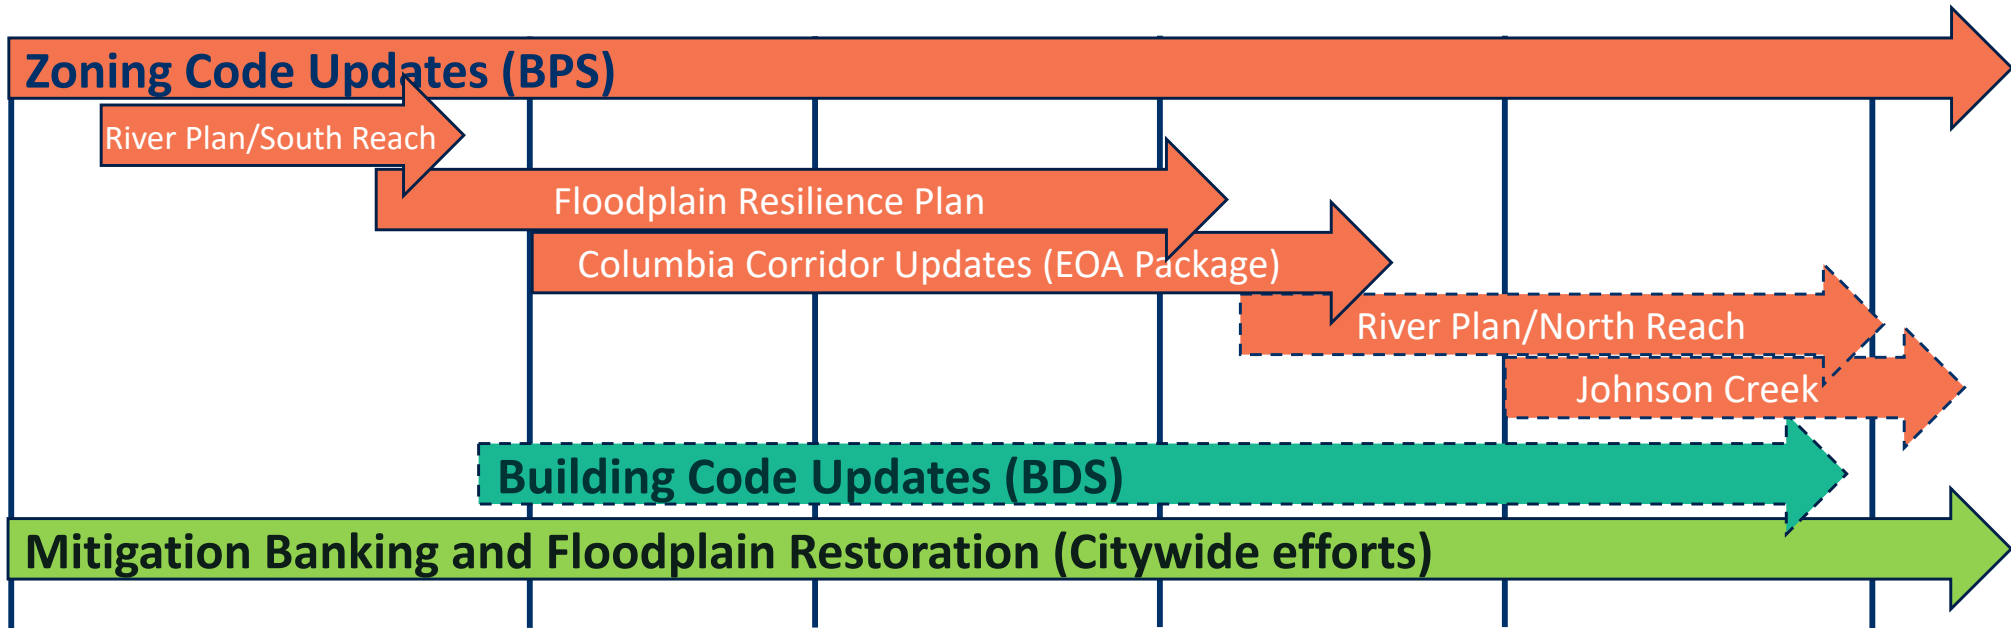 Zoning Code Updates (BPS)
River Plan/South Reach
Floodplain Resilience Plan
Columbia Corridor Updates (EOA Package)
River Plan/North Reach
Johnson Creek
Building Code Updates (BDS)
Mitigation Banking and Floodplain Restoration (Citywide efforts)